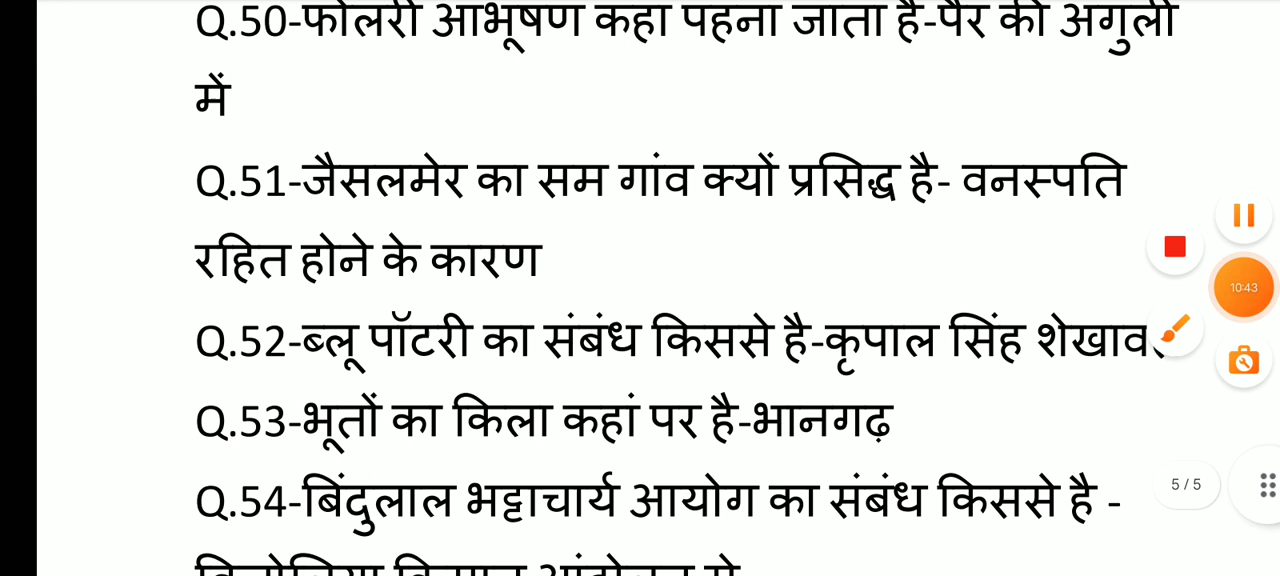 Q.50-फोलरी आभूषण कहां पहना जाता है-पैर की अंगुली
में
Q.51-जैसलमेर का सम गांव क्यों प्रसिद्ध है- वनस्पति
रहित होने के कारण
10:43
Q.52-ब्लू पॉटरी का संबंध किससे है-कृपाल सिंह
Q.53-भूतों का किला कहां पर है-भानगढ़
5 / 5
Q.54-बिंदुलाल भट्टाचार्य आयोग का संबंध किससे है -